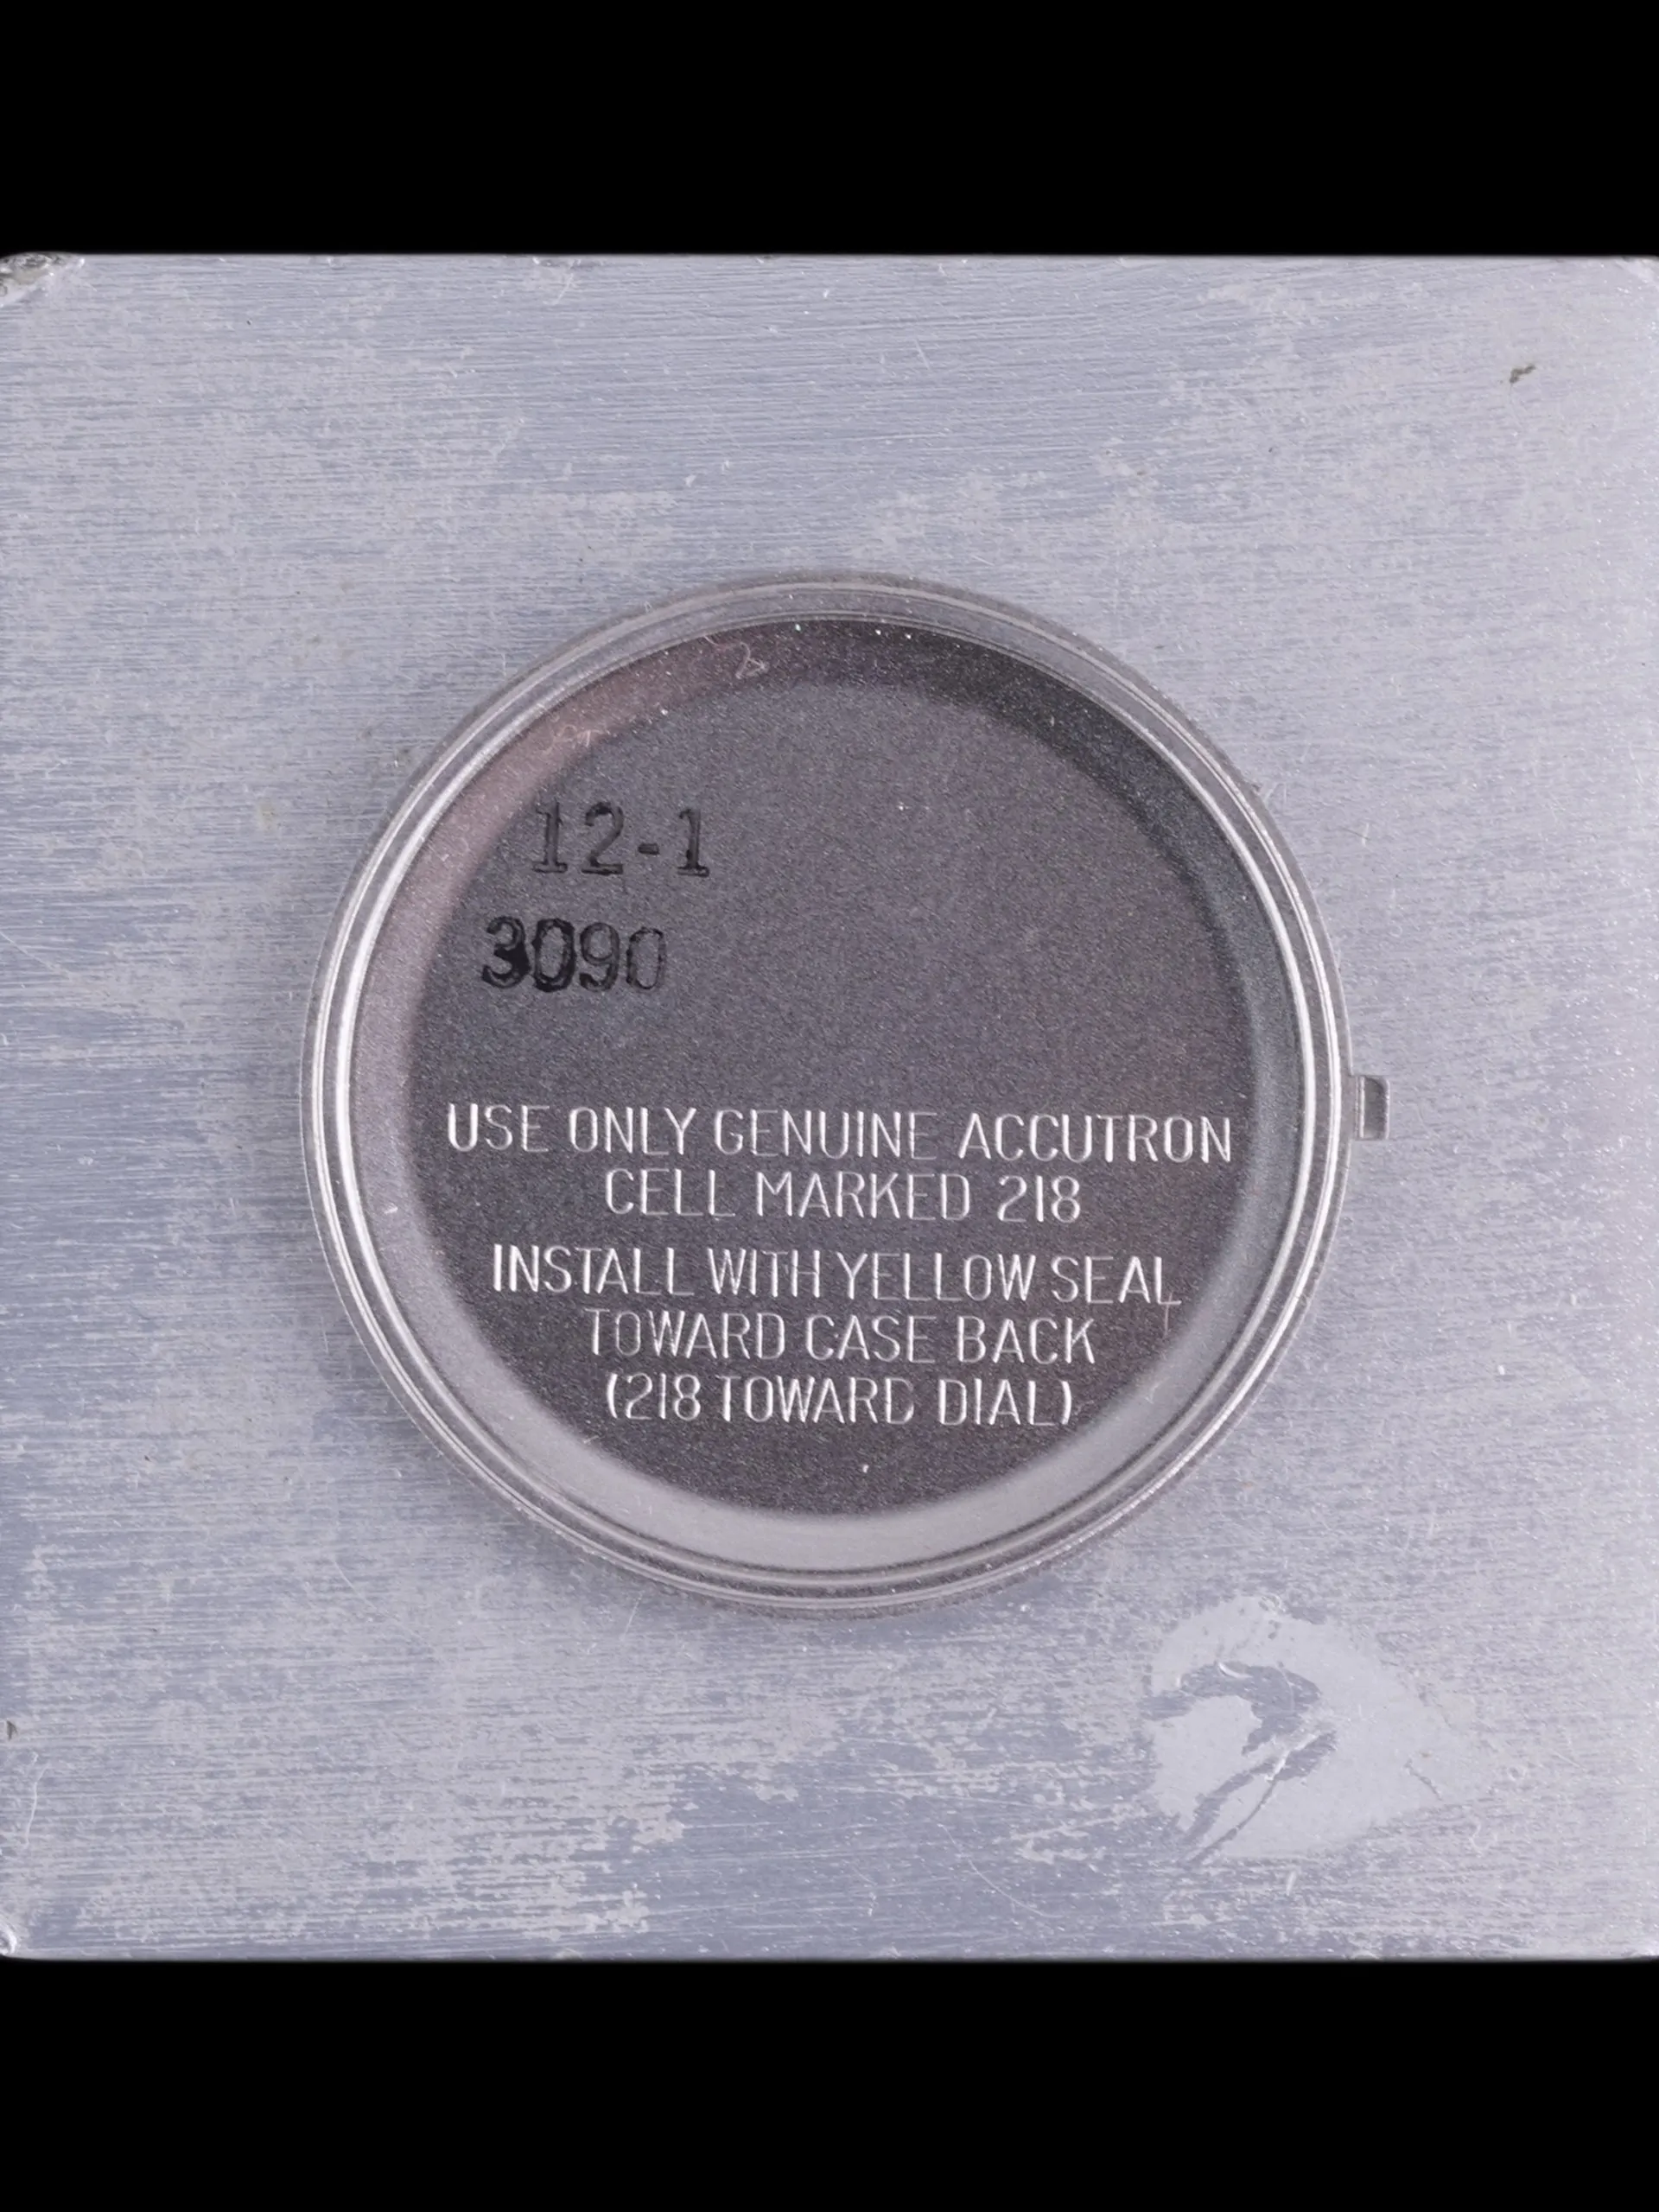 12-1
3090
USE ONLY GENUINE ACCUTRON
CELL MARKED 218
INSTALL WITH YELLOW SEAL
TOWARD CASE BACK
(218 TOWARD DIAL)